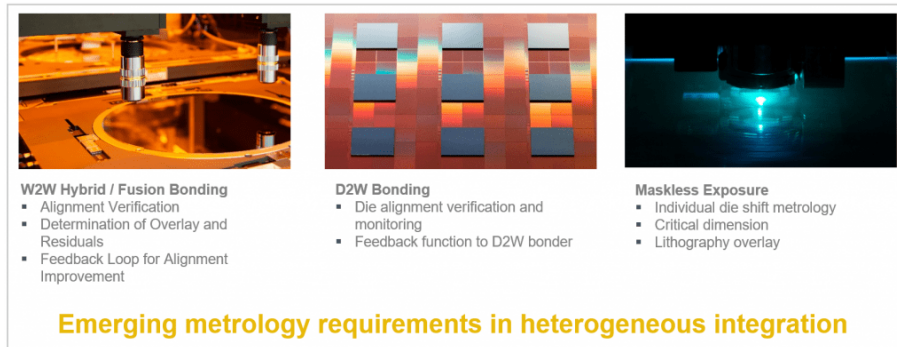 W2W Hybrid / Fusion Bonding
▪ Alignment Verification
▪ Determination of Overlay and
Residuals
▪ Feedback Loop for Alignment
Improvement
D2W Bonding
▪ Die alignment verification and
monitoring
▪ Feedback function to D2W bonder
Maskless Exposure
▪ Individual die shift metrology
▪ Critical dimension
▪ Lithography overlay
Emerging metrology requirements in heterogeneous integration